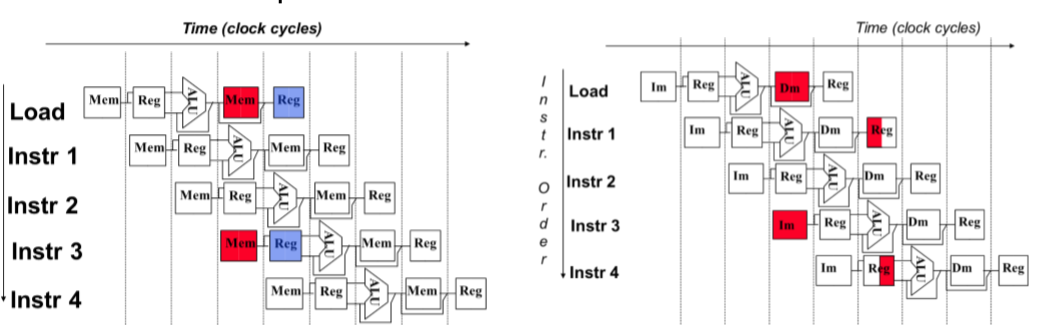 Time (clock cycles)
Load Mem Reg ALU Mem Reg
Instr 1 Mem Reg ALU Mem Reg
Instr 2 Mem Reg ALU Mem Reg
Instr 3 Mem Reg ALU Mem Reg
Instr 4 Mem Reg ALU Mem Reg
Time (clock cycles)
Instr. Order
Load Im Reg ALU Dm Reg
Instr 1 Im Reg ALU Dm Reg
Instr 2 Im Reg ALU Dm Reg
Instr 3 Im Reg ALU Dm Reg
Instr 4 Im Reg ALU Dm Reg